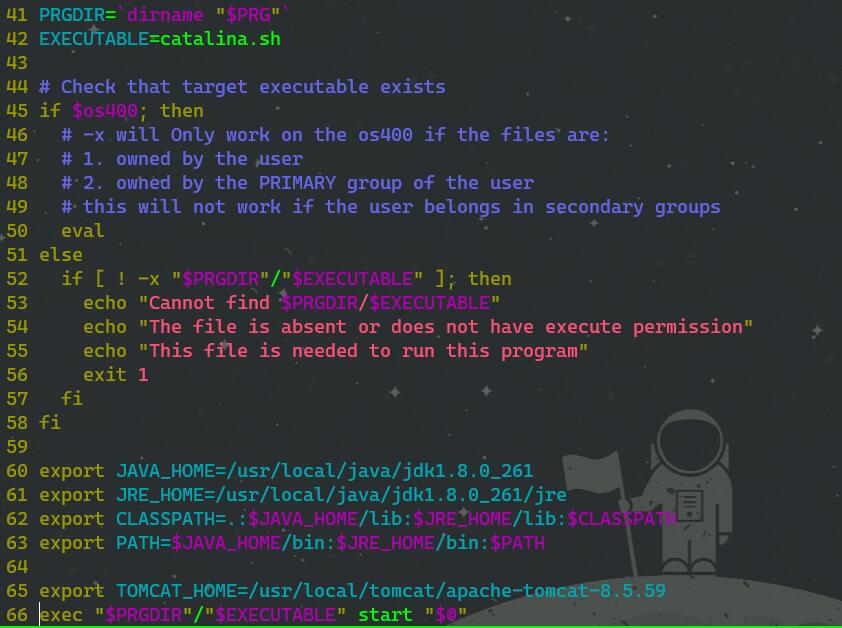 41 PRGDIR=`dirname "$PRG"`
42 EXECUTABLE=catalina.sh
43
44 # Check that target executable exists
45 if $os400; then
46   # -x will Only work on the os400 if the files are:
47   # 1. owned by the user
48   # 2. owned by the PRIMARY group of the user
49   # this will not work if the user belongs in secondary groups
50   eval
51 else
52   if [ ! -x "$PRGDIR"/"$EXECUTABLE" ]; then
53     echo "Cannot find $PRGDIR/$EXECUTABLE"
54     echo "The file is absent or does not have execute permission"
55     echo "This file is needed to run this program"
56     exit 1
57   fi
58 fi
59
60 export JAVA_HOME=/usr/local/java/jdk1.8.0_261
61 export JRE_HOME=/usr/local/java/jdk1.8.0_261/jre
62 export CLASSPATH=.:$JAVA_HOME/lib:$JRE_HOME/lib:$CLASSPATH
63 export PATH=$JAVA_HOME/bin:$JRE_HOME/bin:$PATH
64
65 export TOMCAT_HOME=/usr/local/tomcat/apache-tomcat-8.5.59
66 exec "$PRGDIR"/"$EXECUTABLE" start "$@"